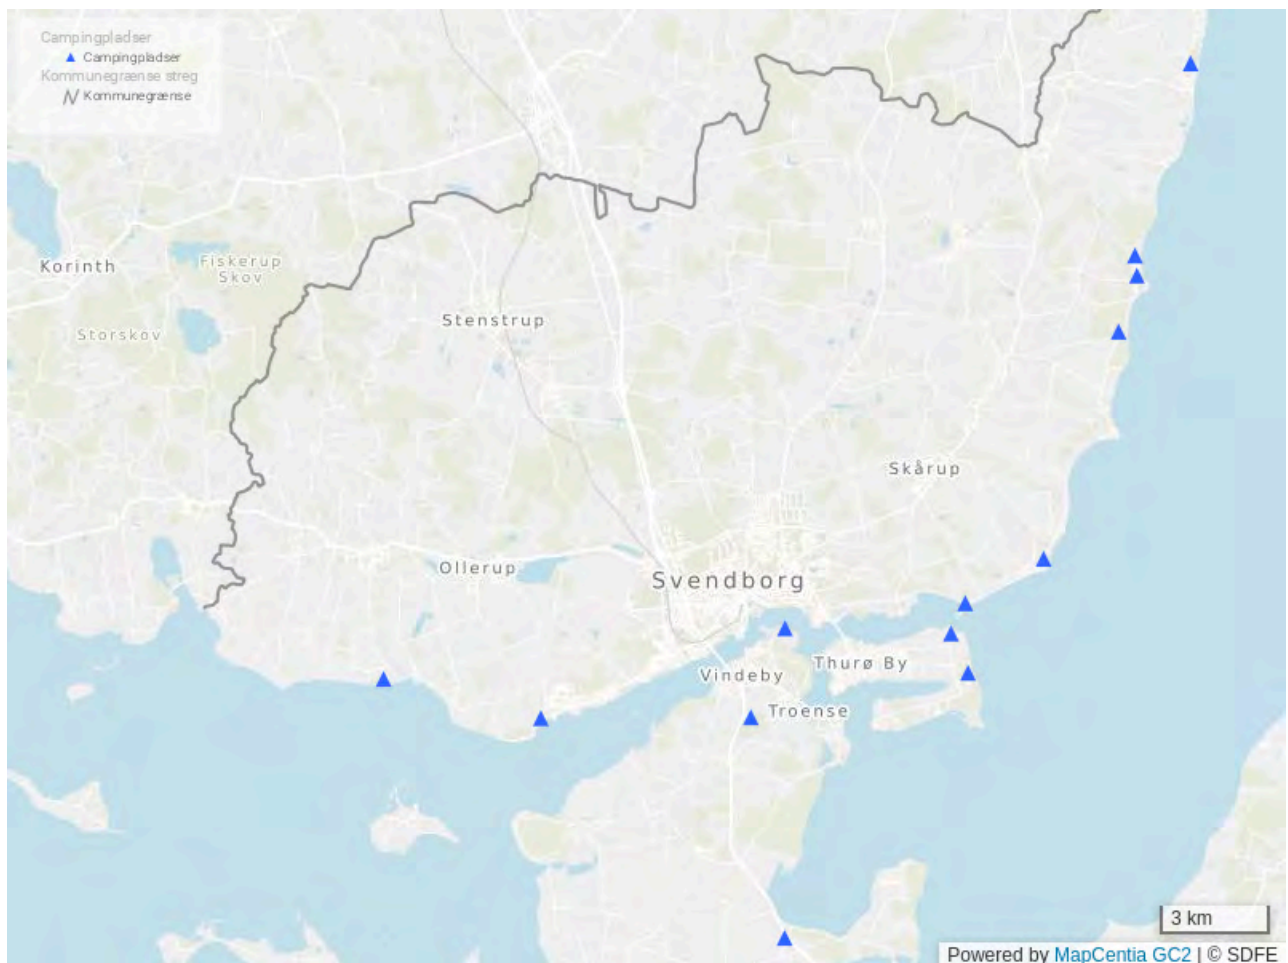 Campingpladser
Campingpladser
Kommunegrænse streg
Kommunegrænse
Korinth
Fiskerup
Skov
Storskov
Stenstrup
Skårup
Ollerup
Svendborg
Vindeby
Thurø By
Troense
3 km
Powered by MapCentia GC2 | © SDFE